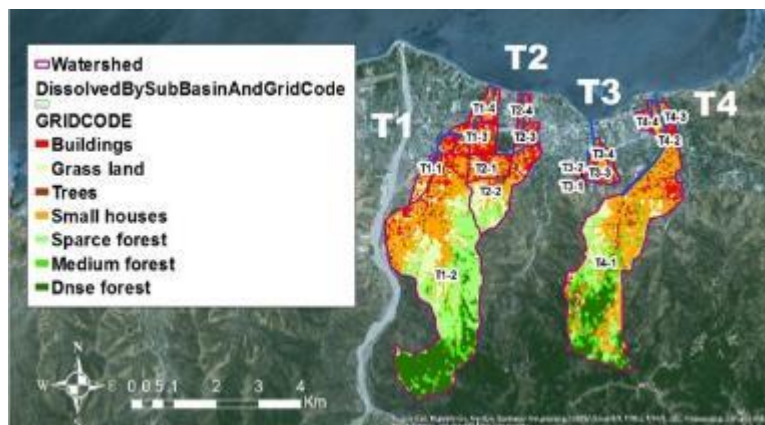 Watershed
DissolvedBySubBasinAndGridCode
GRIDCODE
Buildings
Grass land
Trees
Small houses
Sparce forest
Medium forest
Dnse forest
N
W E
S
0 0.5 1 2 3 4
Km
T1
T2
T3
T4
T1-4
T2-4
T1-3
T2-3
T1-1
T2-1
T2-2
T1-2
T3-4
T3-2
T3-3
T4-4
T4-3
T4-2
T4-1